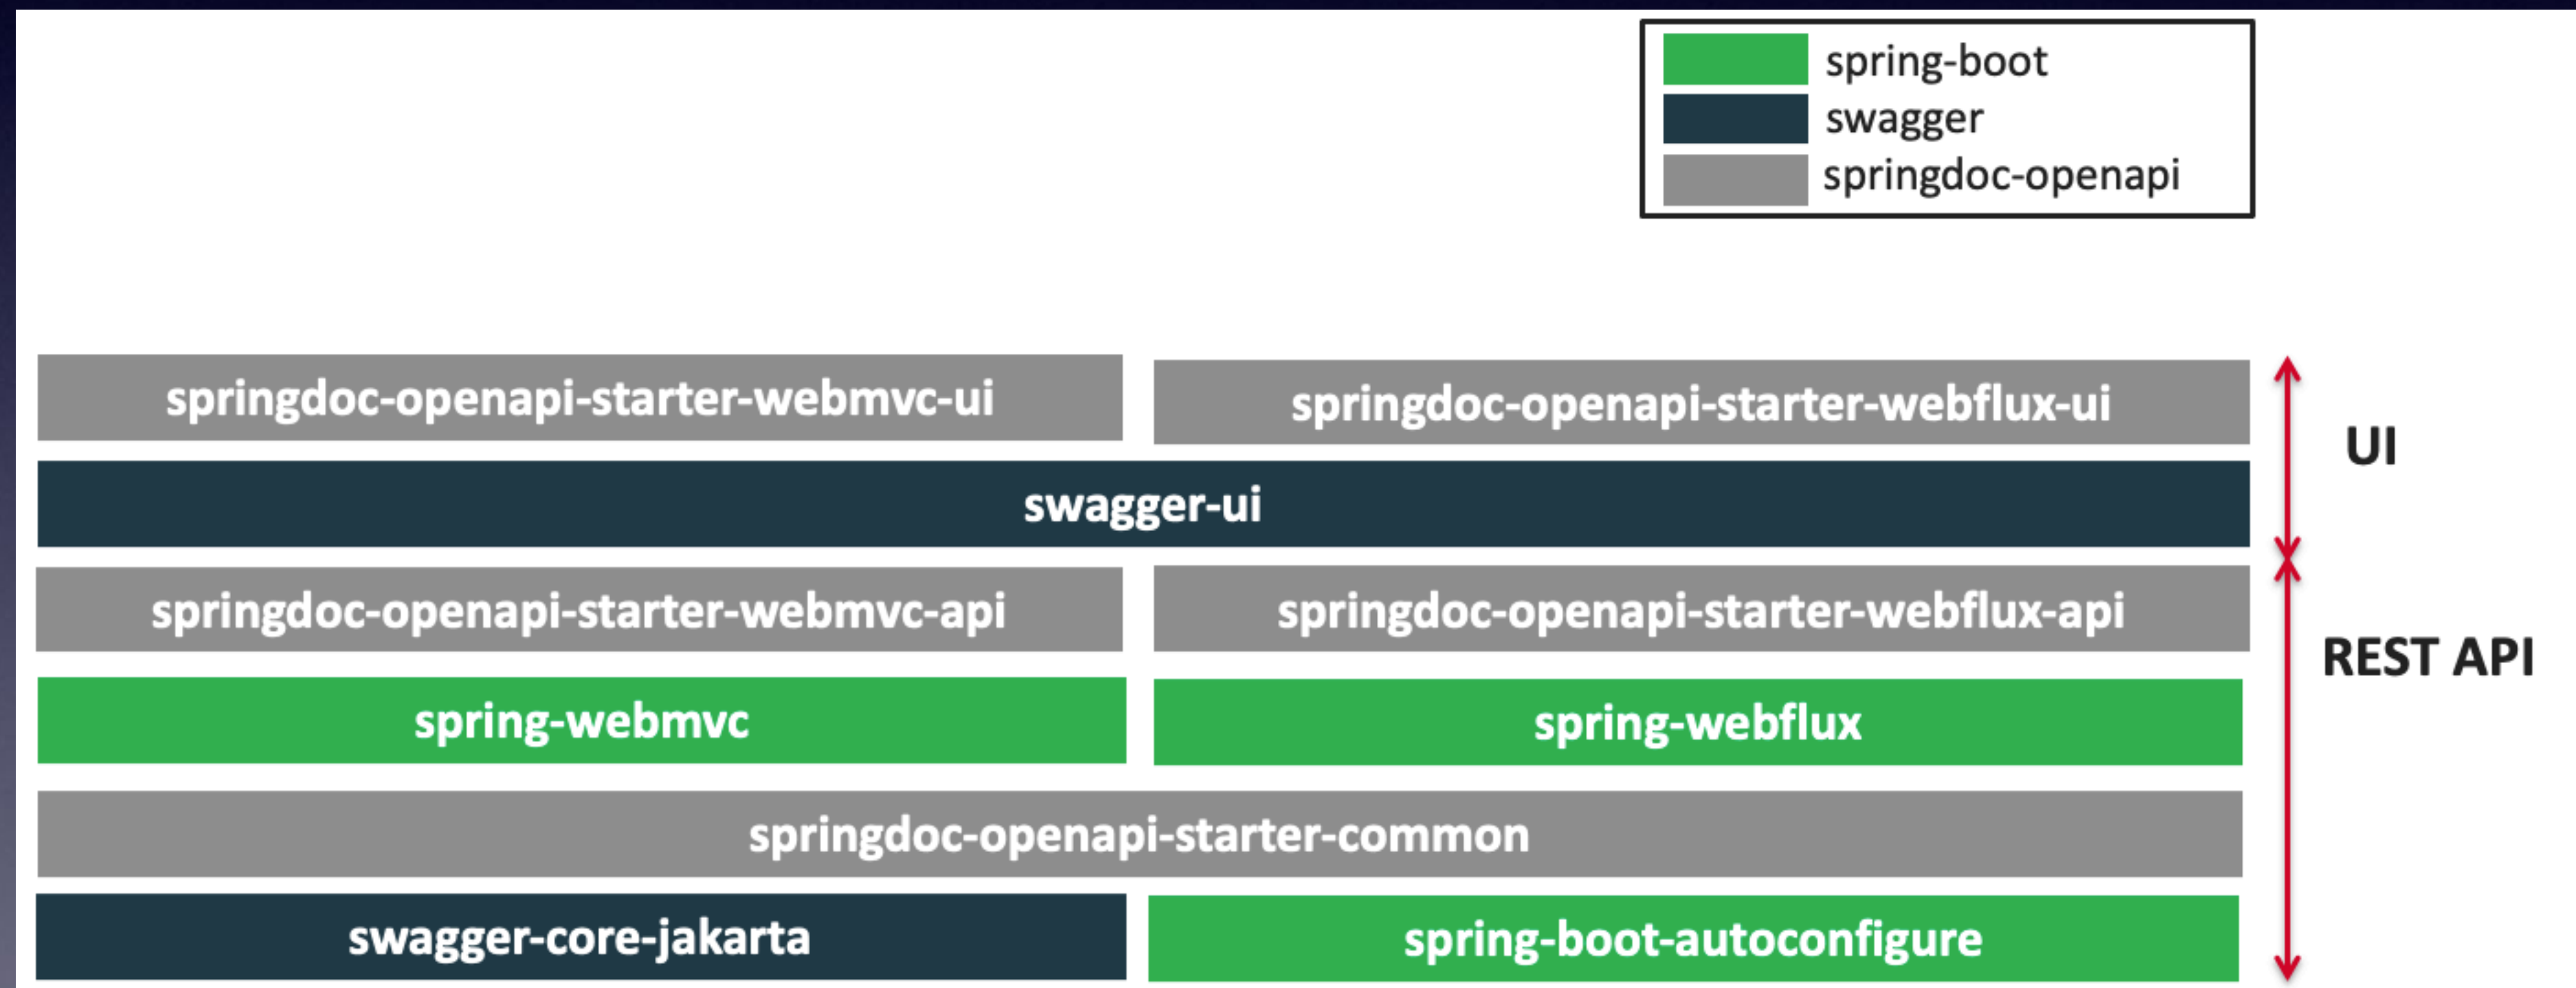 spring-boot
swagger
springdoc-openapi
springdoc-openapi-starter-webmvc-ui
springdoc-openapi-starter-webflux-ui
UI
swagger-ui
springdoc-openapi-starter-webmvc-api
springdoc-openapi-starter-webflux-api
REST API
spring-webmvc
spring-webflux
springdoc-openapi-starter-common
swagger-core-jakarta
spring-boot-autoconfigure